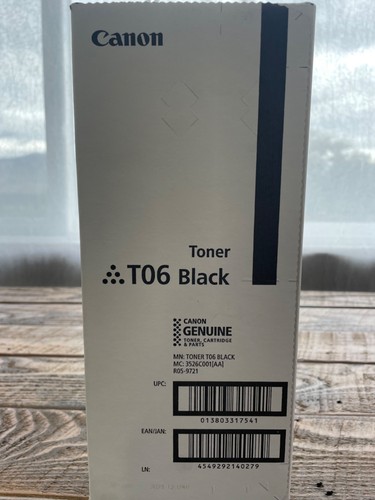 Canon
Toner
T06 Black
CANON
GENUINE
TONER, CARTRIDGE
& PARTS
MN: TONER T06 BLACK
MC: 3526C001[AA]
R05-9721
UPC:
013803317541
EAN/JAN:
4549292140279
LN: